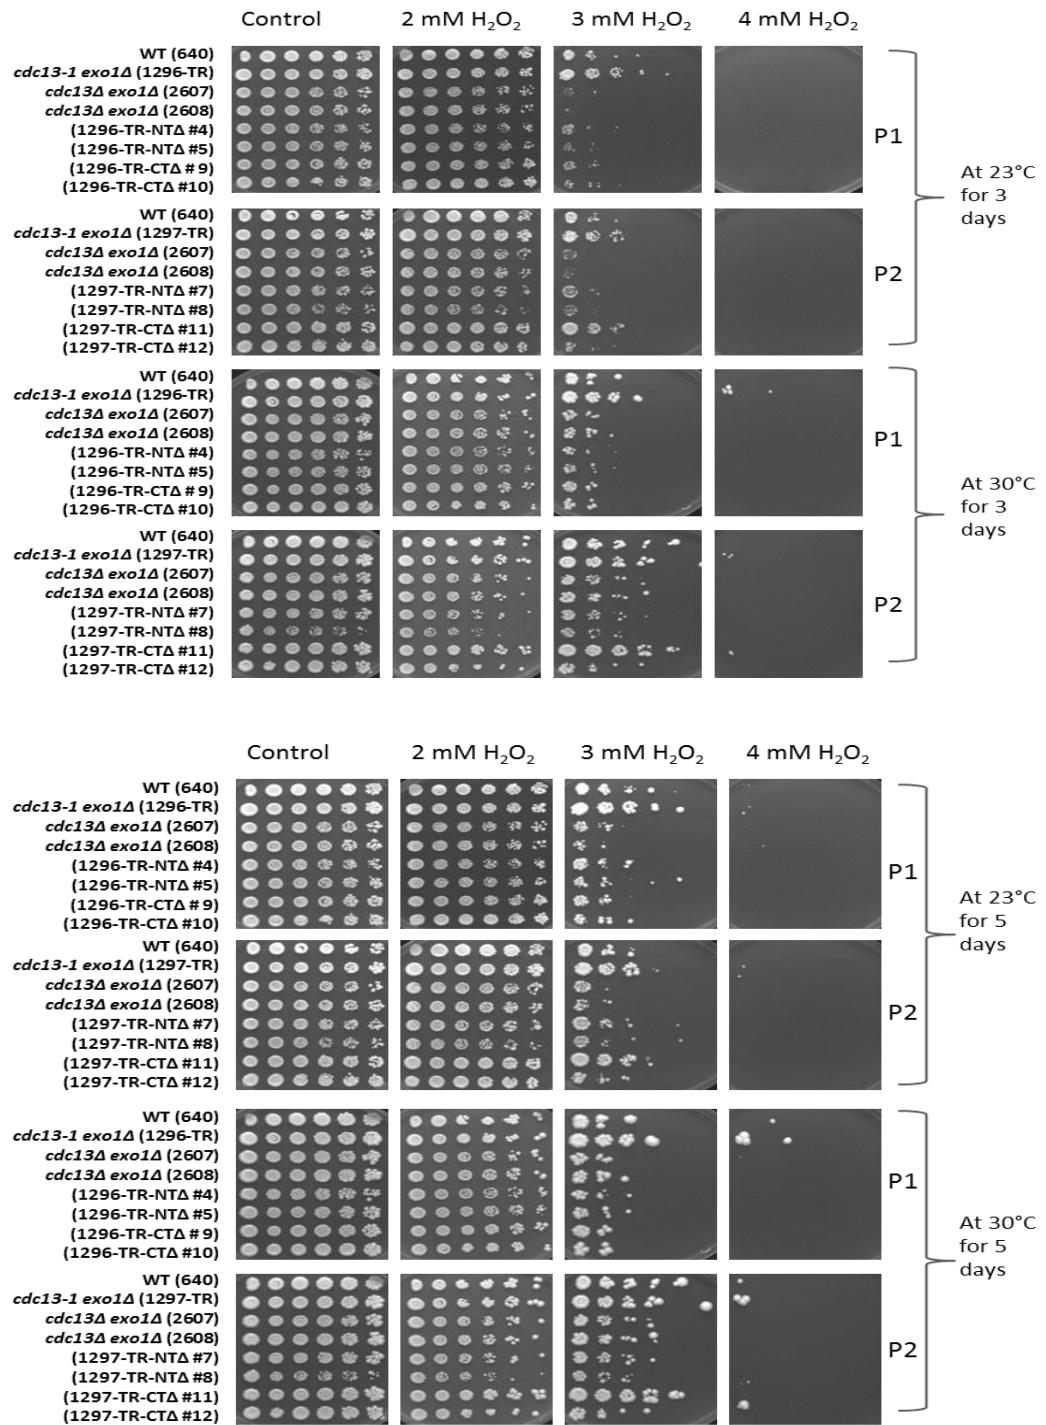 Control 2 mM H₂O₂ 3 mM H₂O₂ 4 mM H₂O₂
WT (640)
cdc13-1 exo1Δ (1296-TR)
cdc13Δ exo1Δ (2607)
cdc13Δ exo1Δ (2608)
(1296-TR-NTΔ #4)
(1296-TR-NTΔ #5)
(1296-TR-CTΔ # 9)
(1296-TR-CTΔ #10)
P1
WT (640)
cdc13-1 exo1Δ (1297-TR)
cdc13Δ exo1Δ (2607)
cdc13Δ exo1Δ (2608)
(1297-TR-NTΔ #7)
(1297-TR-NTΔ #8)
(1297-TR-CTΔ #11)
(1297-TR-CTΔ #12)
P2
At 23°C
for 3
days
WT (640)
cdc13-1 exo1Δ (1296-TR)
cdc13Δ exo1Δ (2607)
cdc13Δ exo1Δ (2608)
(1296-TR-NTΔ #4)
(1296-TR-NTΔ #5)
(1296-TR-CTΔ # 9)
(1296-TR-CTΔ #10)
P1
WT (640)
cdc13-1 exo1Δ (1297-TR)
cdc13Δ exo1Δ (2607)
cdc13Δ exo1Δ (2608)
(1297-TR-NTΔ #7)
(1297-TR-NTΔ #8)
(1297-TR-CTΔ #11)
(1297-TR-CTΔ #12)
P2
At 30°C
for 3
days
Control 2 mM H₂O₂ 3 mM H₂O₂ 4 mM H₂O₂
WT (640)
cdc13-1 exo1Δ (1296-TR)
cdc13Δ exo1Δ (2607)
cdc13Δ exo1Δ (2608)
(1296-TR-NTΔ #4)
(1296-TR-NTΔ #5)
(1296-TR-CTΔ # 9)
(1296-TR-CTΔ #10)
P1
WT (640)
cdc13-1 exo1Δ (1297-TR)
cdc13Δ exo1Δ (2607)
cdc13Δ exo1Δ (2608)
(1297-TR-NTΔ #7)
(1297-TR-NTΔ #8)
(1297-TR-CTΔ #11)
(1297-TR-CTΔ #12)
P2
At 23°C
for 5
days
WT (640)
cdc13-1 exo1Δ (1296-TR)
cdc13Δ exo1Δ (2607)
cdc13Δ exo1Δ (2608)
(1296-TR-NTΔ #4)
(1296-TR-NTΔ #5)
(1296-TR-CTΔ # 9)
(1296-TR-CTΔ #10)
P1
WT (640)
cdc13-1 exo1Δ (1297-TR)
cdc13Δ exo1Δ (2607)
cdc13Δ exo1Δ (2608)
(1297-TR-NTΔ #7)
(1297-TR-NTΔ #8)
(1297-TR-CTΔ #11)
(1297-TR-CTΔ #12)
P2
At 30°C
for 5
days